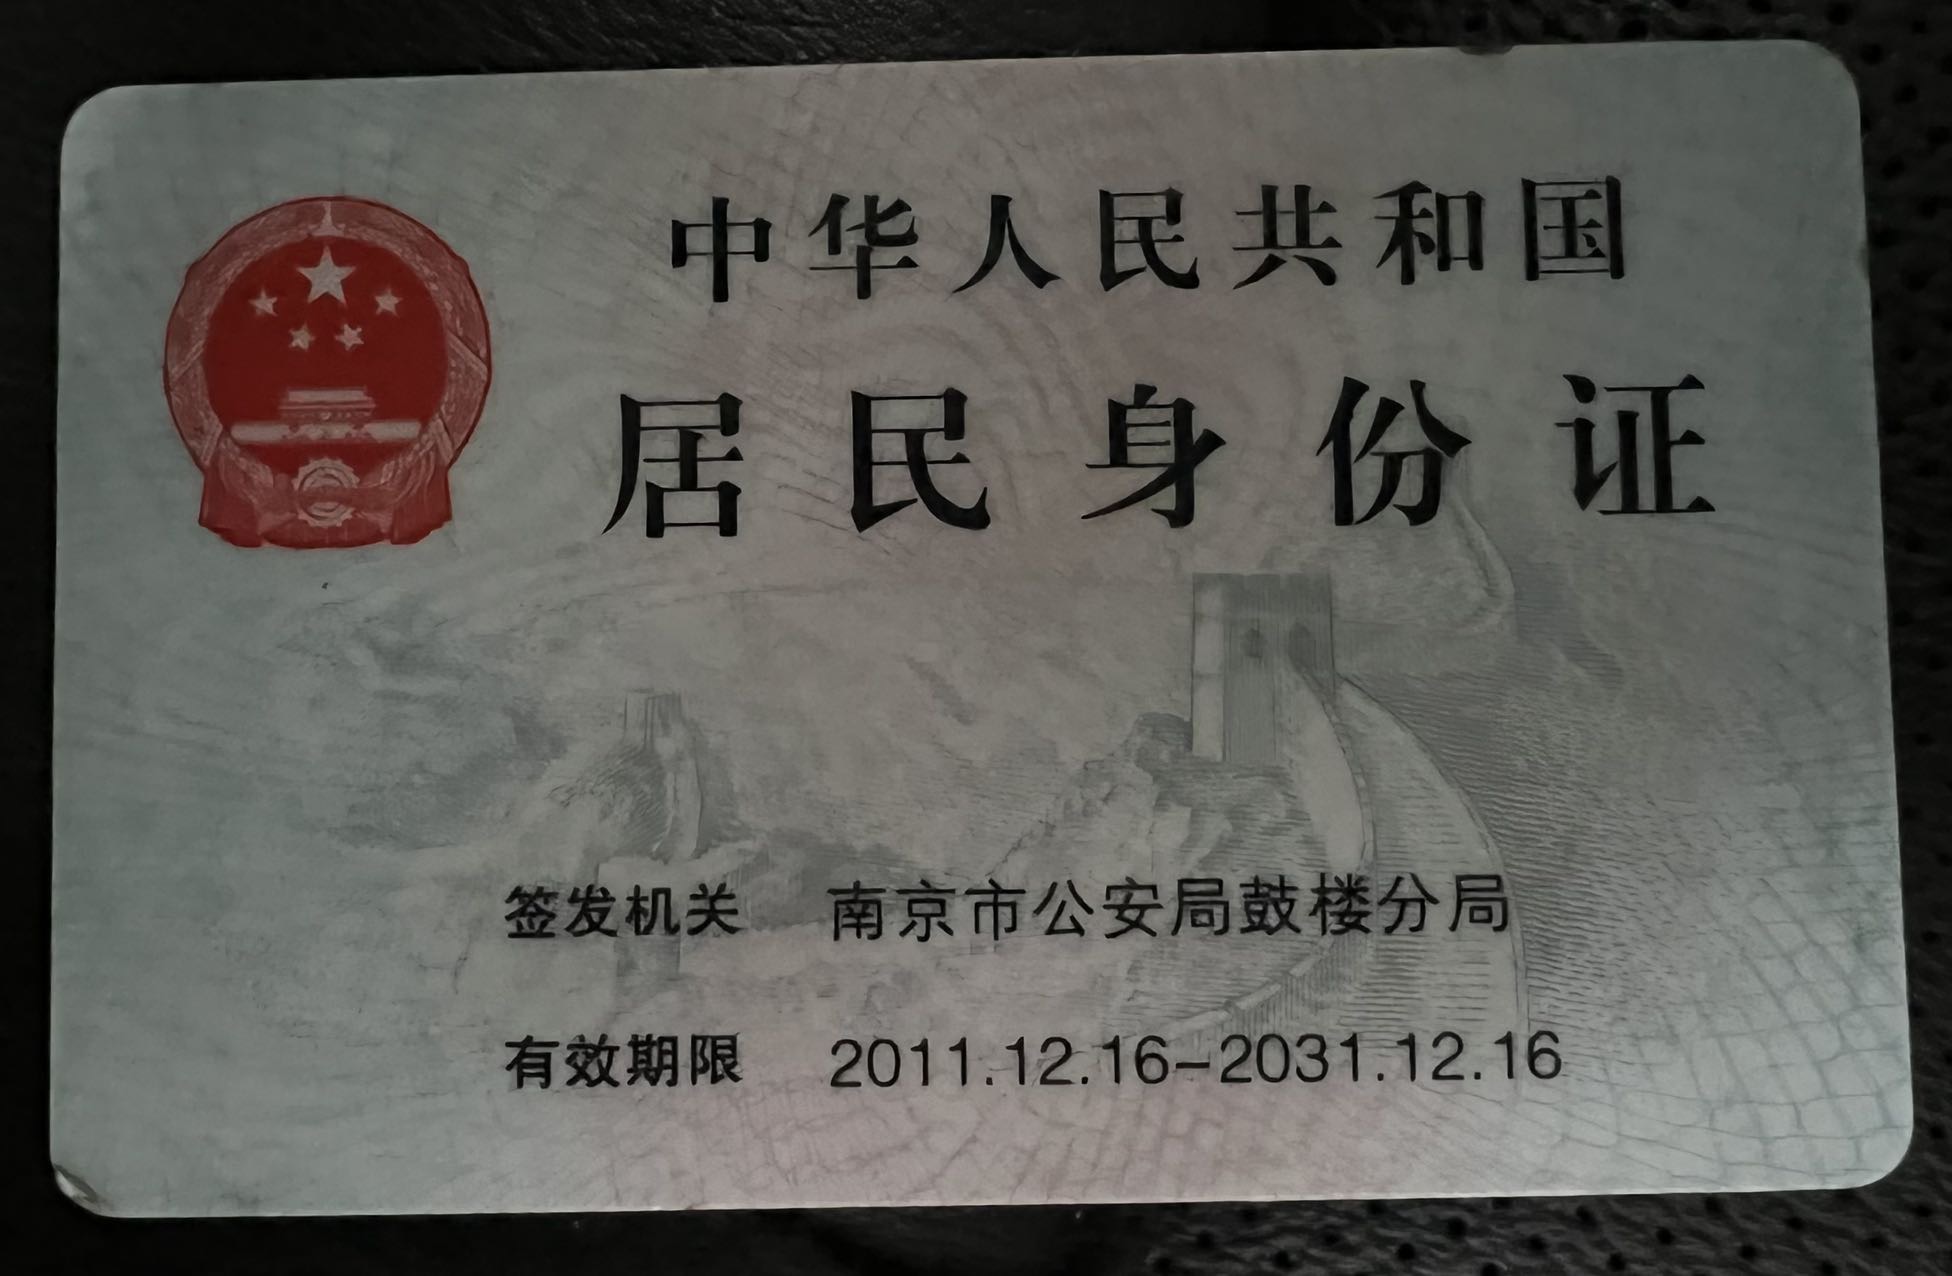 中华人民共和国
居民身份证
签发机关 南京市公安局鼓楼分局
有效期限 2011.12.16-2031.12.16